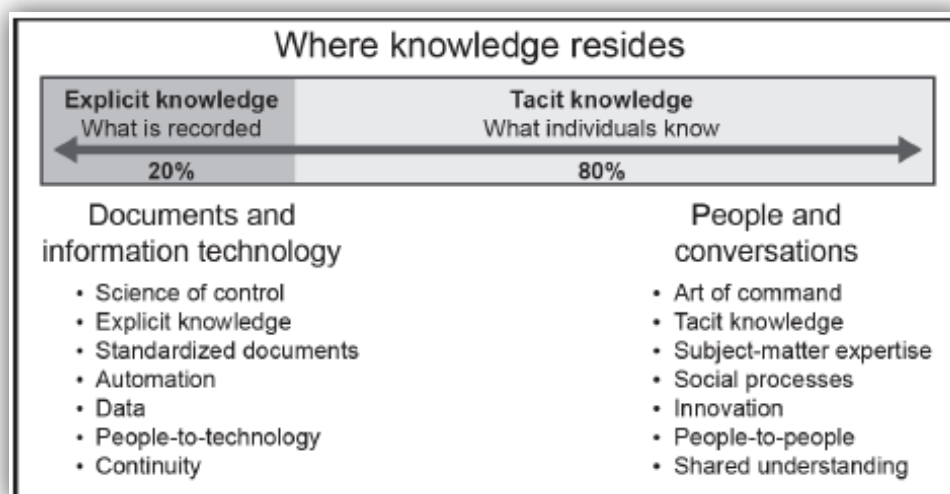 Where knowledge resides
Explicit knowledge
What is recorded
20%
Tacit knowledge
What individuals know
80%
Documents and
information technology
• Science of control
• Explicit knowledge
• Standardized documents
• Automation
• Data
• People-to-technology
• Continuity
People and
conversations
• Art of command
• Tacit knowledge
• Subject-matter expertise
• Social processes
• Innovation
• People-to-people
• Shared understanding